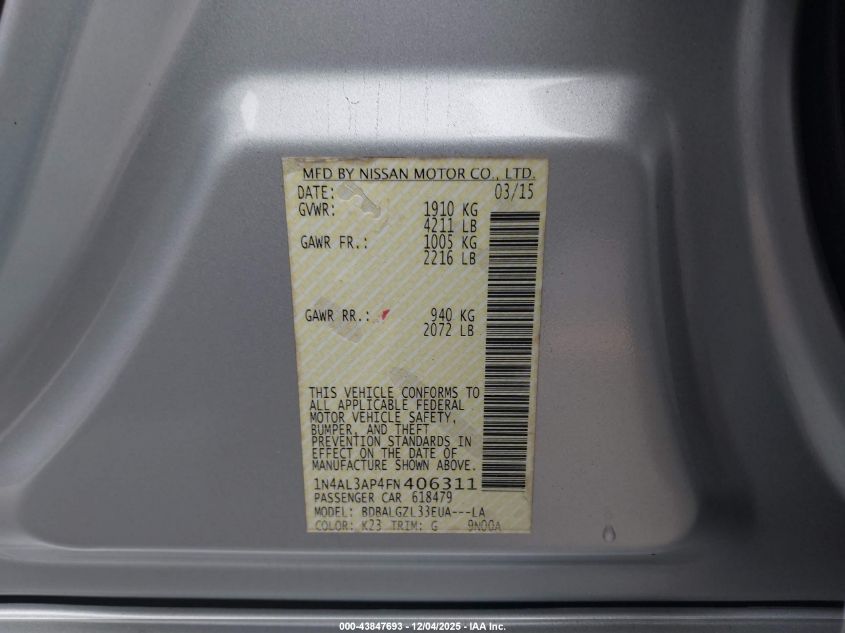 MFD BY NISSAN MOTOR CO., LTD.
DATE: 03/15
GVWR: 1910 KG
4211 LB
GAWR FR.: 1005 KG
2216 LB
GAWR RR.: 940 KG
2072 LB
THIS VEHICLE CONFORMS TO
ALL APPLICABLE FEDERAL
MOTOR VEHICLE SAFETY,
BUMPER, AND THEFT
PREVENTION STANDARDS IN
EFFECT ON THE DATE OF
MANUFACTURE SHOWN ABOVE.
1N4AL3AP4FN406311
PASSENGER CAR 618479
MODEL: BDBALGZL33EUA---LA
COLOR: K23 TRIM: G 9N00A
000-43847693 - 12/04/2025 - IAA Inc.